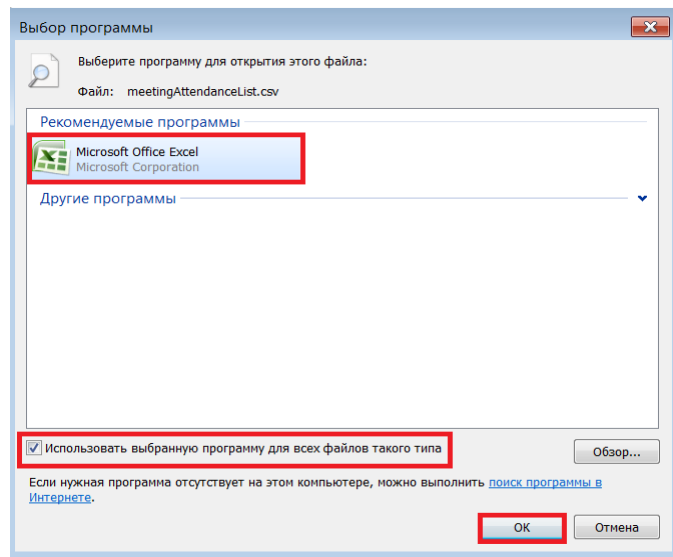 Выбор программы
Выберите программу для открытия этого файла:
Файл: meetingAttendanceList.csv
Рекомендуемые программы
Microsoft Office Excel
Microsoft Corporation
Другие программы
Использовать выбранную программу для всех файлов такого типа
Обзор...
Если нужная программа отсутствует на этом компьютере, можно выполнить поиск программы в
Интернете.
ОК
Отмена